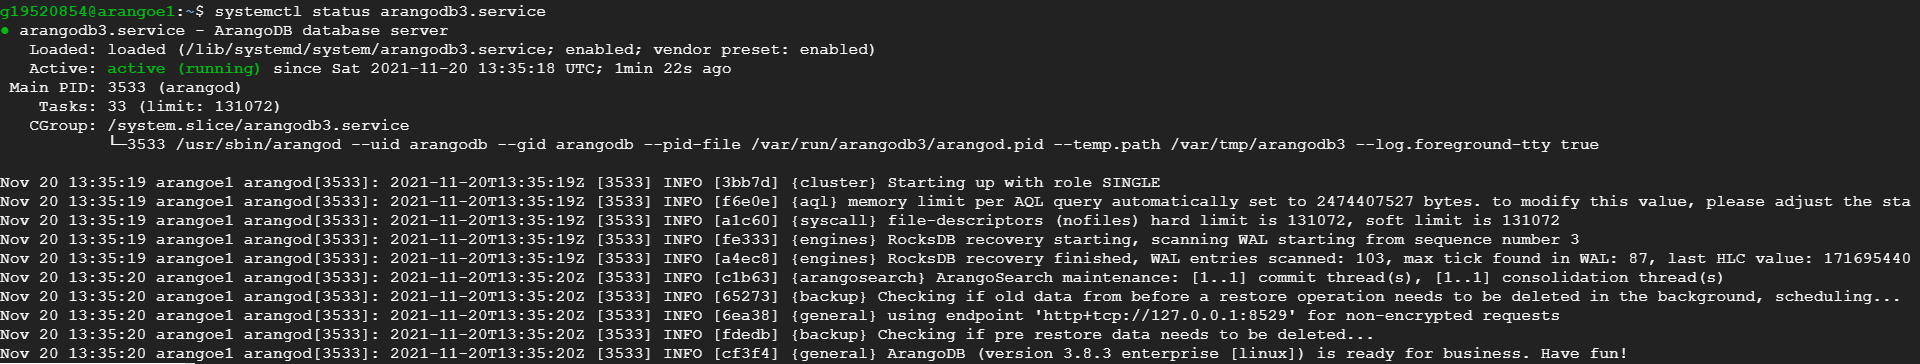 g19520854@arangoe1:~$ systemctl status arangodb3.service
● arangodb3.service - ArangoDB database server
Loaded: loaded (/lib/systemd/system/arangodb3.service; enabled; vendor preset: enabled)
Active: active (running) since Sat 2021-11-20 13:35:18 UTC; 1min 22s ago
Main PID: 3533 (arangod)
Tasks: 33 (limit: 131072)
CGroup: /system.slice/arangodb3.service
└─3533 /usr/sbin/arangod --uid arangodb --gid arangodb --pid-file /var/run/arangodb3/arangod.pid --temp.path /var/tmp/arangodb3 --log.foreground-tty true
Nov 20 13:35:19 arangoe1 arangod[3533]: 2021-11-20T13:35:19Z [3533] INFO [3bb7d] {cluster} Starting up with role SINGLE
Nov 20 13:35:19 arangoe1 arangod[3533]: 2021-11-20T13:35:19Z [3533] INFO [f6e0e] {aql} memory limit per AQL query automatically set to 2474407527 bytes. to modify this value, please adjust the sta
Nov 20 13:35:19 arangoe1 arangod[3533]: 2021-11-20T13:35:19Z [3533] INFO [a1c60] {syscall} file-descriptors (nofiles) hard limit is 131072, soft limit is 131072
Nov 20 13:35:19 arangoe1 arangod[3533]: 2021-11-20T13:35:19Z [3533] INFO [fe333] {engines} RocksDB recovery starting, scanning WAL starting from sequence number 3
Nov 20 13:35:19 arangoe1 arangod[3533]: 2021-11-20T13:35:19Z [3533] INFO [a4ec8] {engines} RocksDB recovery finished, WAL entries scanned: 103, max tick found in WAL: 87, last HLC value: 171695440
Nov 20 13:35:20 arangoe1 arangod[3533]: 2021-11-20T13:35:20Z [3533] INFO [c1b63] {arangosearch} ArangoSearch maintenance: [1..1] commit thread(s), [1..1] consolidation thread(s)
Nov 20 13:35:20 arangoe1 arangod[3533]: 2021-11-20T13:35:20Z [3533] INFO [65273] {backup} Checking if old data from before a restore operation needs to be deleted in the background, scheduling...
Nov 20 13:35:20 arangoe1 arangod[3533]: 2021-11-20T13:35:20Z [3533] INFO [6ea38] {general} using endpoint 'http+tcp://127.0.0.1:8529' for non-encrypted requests
Nov 20 13:35:20 arangoe1 arangod[3533]: 2021-11-20T13:35:20Z [3533] INFO [fdedb] {backup} Checking if pre restore data needs to be deleted...
Nov 20 13:35:20 arangoe1 arangod[3533]: 2021-11-20T13:35:20Z [3533] INFO [cf3f4] {general} ArangoDB (version 3.8.3 enterprise [linux]) is ready for business. Have fun!